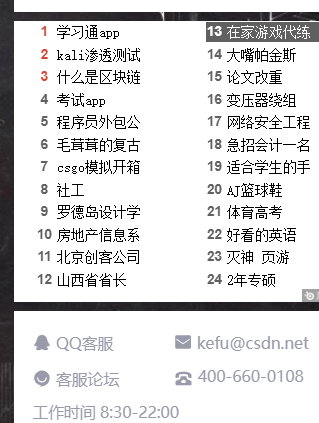 1 学习通app
2 kali渗透测试
3 什么是区块链
4 考试app
5 程序员外包公
6 毛茸茸的复古
7 csgo模拟开箱
8 社工
9 罗德岛设计学
10 房地产信息系
11 北京创客公司
12 山西省省长
13 在家游戏代练
14 大嘴帕金斯
15 论文改重
16 变压器绕组
17 网络安全工程
18 急招会计一名
19 适合学生的手
20 AJ篮球鞋
21 体育高考
22 好看的英语
23 灭神 页游
24 2年专硕
QQ客服
kefu@csdn.net
客服论坛
400-660-0108
工作时间 8:30-22:00